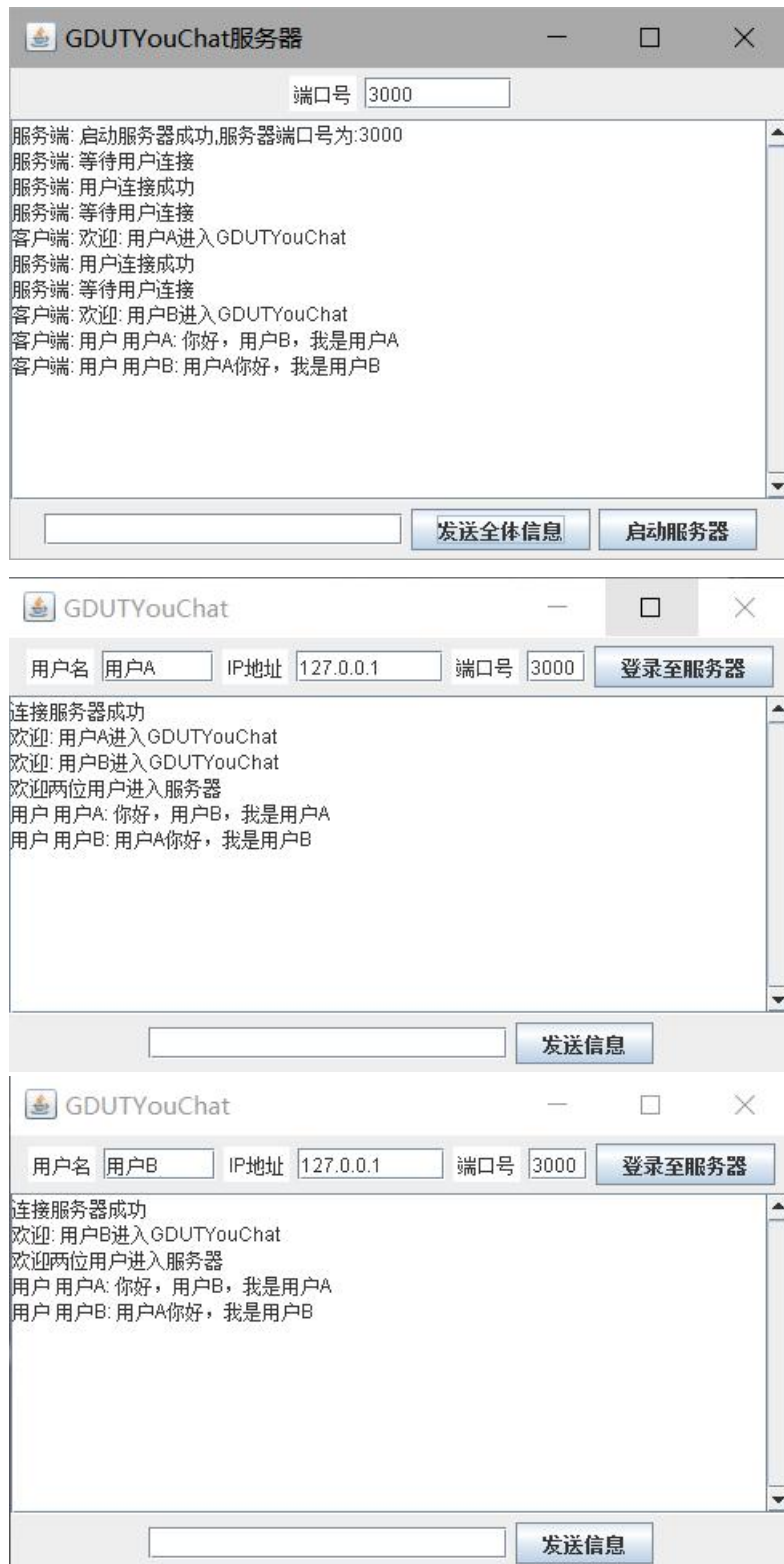 GDUTYouChat服务器
端口号 3000
服务端: 启动服务器成功,服务器端口号为:3000
服务端: 等待用户连接
服务端: 用户连接成功
服务端: 等待用户连接
客户端: 欢迎: 用户A进入GDUTYouChat
服务端: 用户连接成功
服务端: 等待用户连接
客户端: 欢迎: 用户B进入GDUTYouChat
客户端: 用户 用户A: 你好，用户B，我是用户A
客户端: 用户 用户B: 用户A你好，我是用户B
发送全体信息 启动服务器
GDUTYouChat
用户名 用户A IP地址 127.0.0.1 端口号 3000 登录至服务器
连接服务器成功
欢迎: 用户A进入GDUTYouChat
欢迎: 用户B进入GDUTYouChat
欢迎两位用户进入服务器
用户 用户A: 你好，用户B，我是用户A
用户 用户B: 用户A你好，我是用户B
发送信息
GDUTYouChat
用户名 用户B IP地址 127.0.0.1 端口号 3000 登录至服务器
连接服务器成功
欢迎: 用户B进入GDUTYouChat
欢迎两位用户进入服务器
用户 用户A: 你好，用户B，我是用户A
用户 用户B: 用户A你好，我是用户B
发送信息